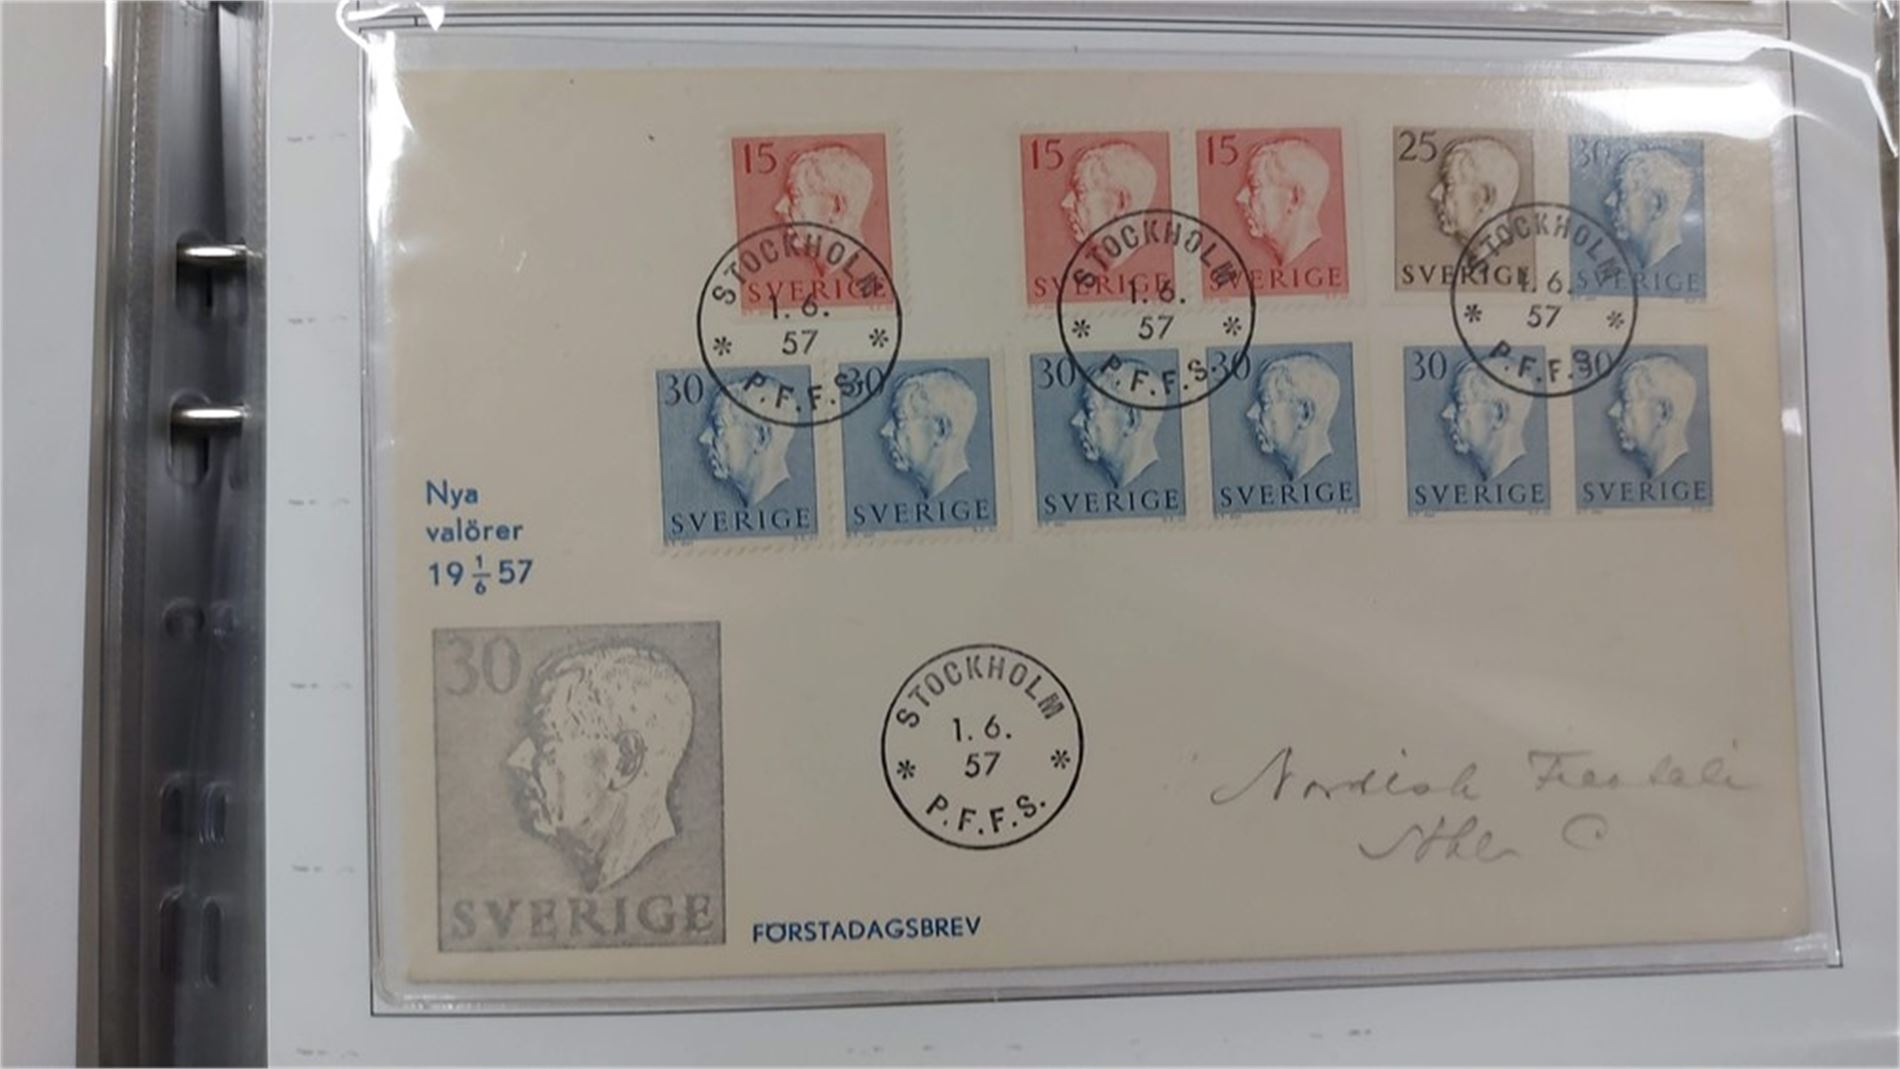 15 15 15 25 30
SVERIGE SVERIGE SVERIGE SVERIGE SVERIGE
STOCKHOLM 1.6. 57 P.F.F.S.
STOCKHOLM 1.6. 57 P.F.F.S.
STOCKHOLM 1.6. 57 P.F.F.S.
30 30 30 30 30 30
SVERIGE SVERIGE SVERIGE SVERIGE SVERIGE SVERIGE
Nya
valörer
19 1/6 57
30
SVERIGE
STOCKHOLM
1.6.
57
P.F.F.S.
Nordisk
C
FÖRSTADAGSBREV